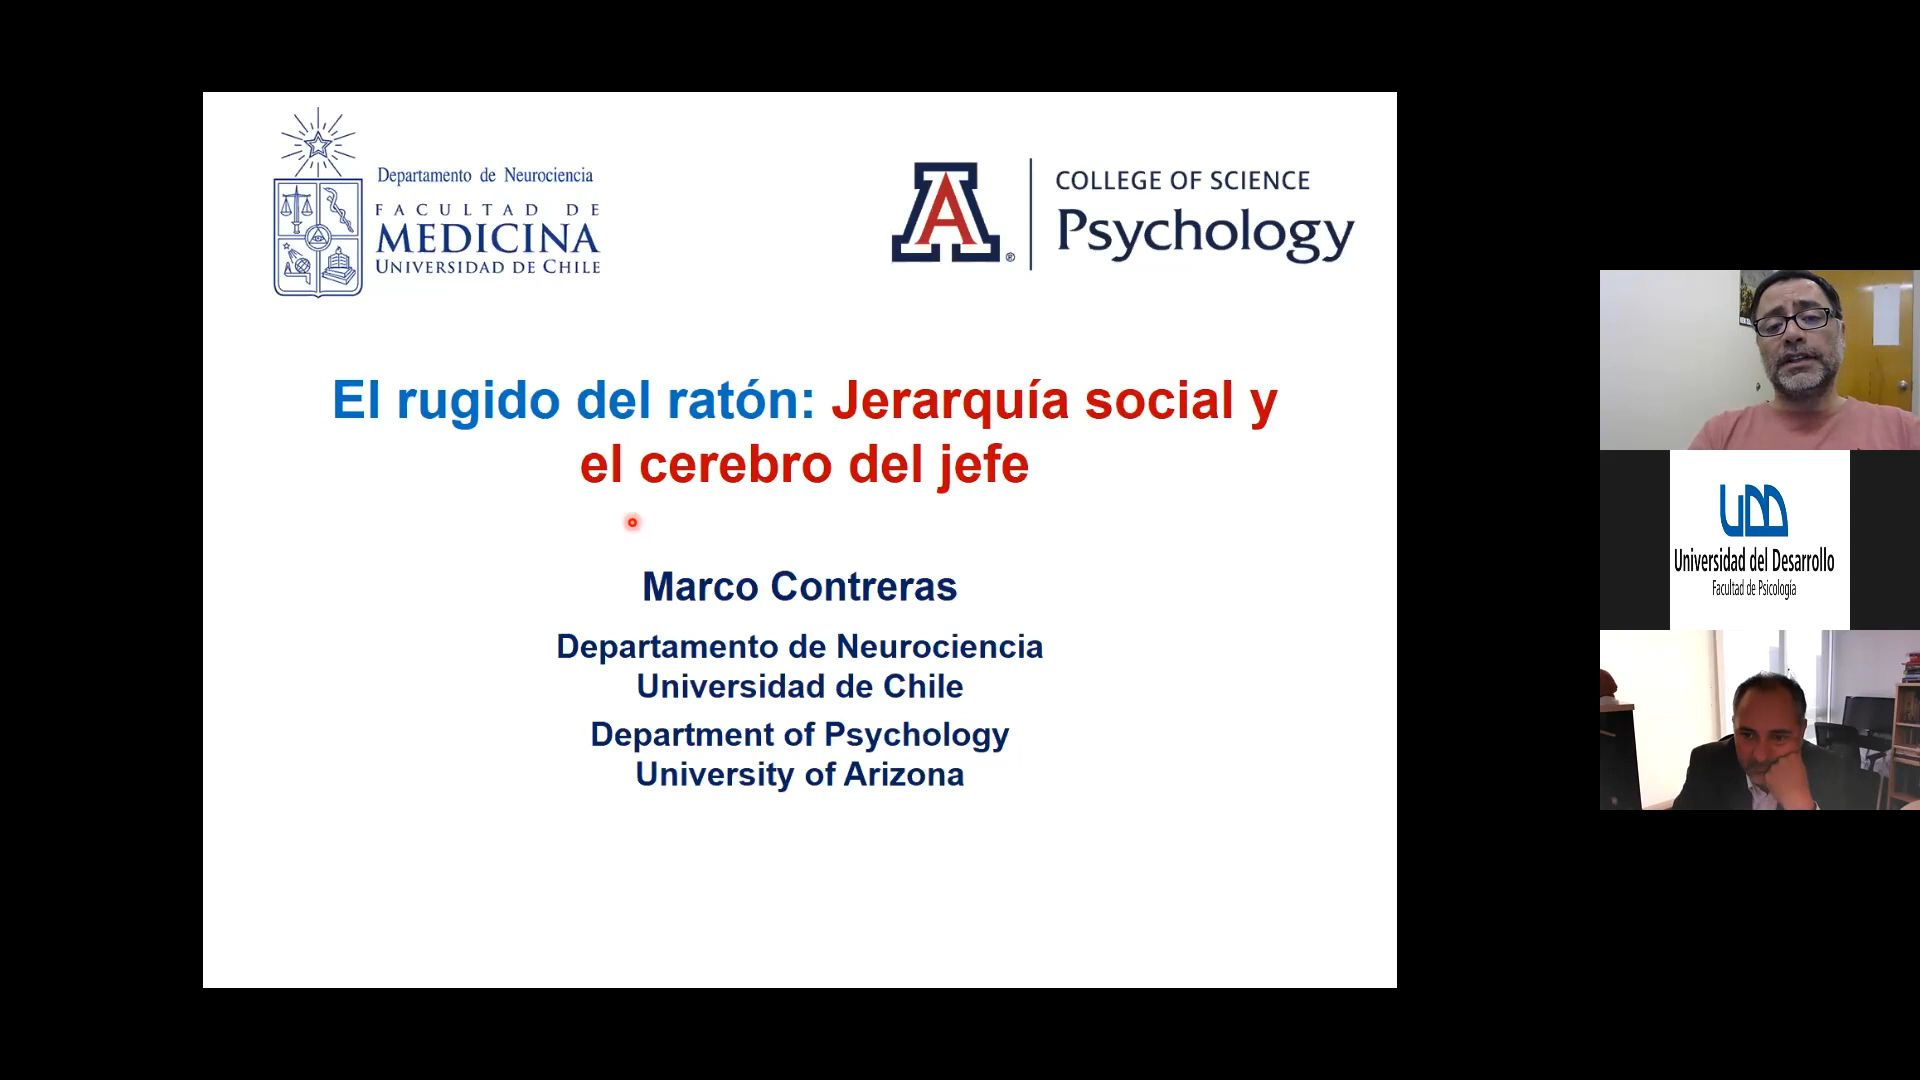 Departamento de Neurociencia
FACULTAD DE
MEDICINA
UNIVERSIDAD DE CHILE
A
®
COLLEGE OF SCIENCE
Psychology
El rugido del ratón: Jerarquía social y
el cerebro del jefe
Marco Contreras
Departamento de Neurociencia
Universidad de Chile
Department of Psychology
University of Arizona
UDD
Universidad del Desarrollo
Facultad de Psicología